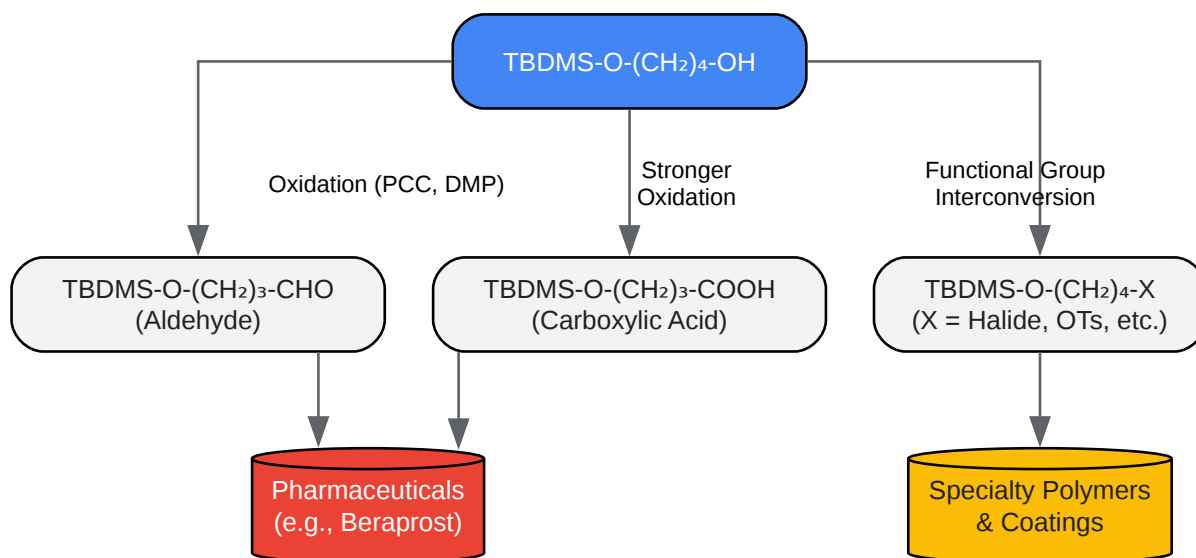 TBDMS-O-(CH₂)₄-OH
Oxidation (PCC, DMP)
Stronger
Oxidation
Functional Group
Interconversion
TBDMS-O-(CH₂)₃-CHO
(Aldehyde)
TBDMS-O-(CH₂)₃-COOH
(Carboxylic Acid)
TBDMS-O-(CH₂)₄-X
(X = Halide, OTs, etc.)
Pharmaceuticals
(e.g., Beraprost)
Specialty Polymers
& Coatings